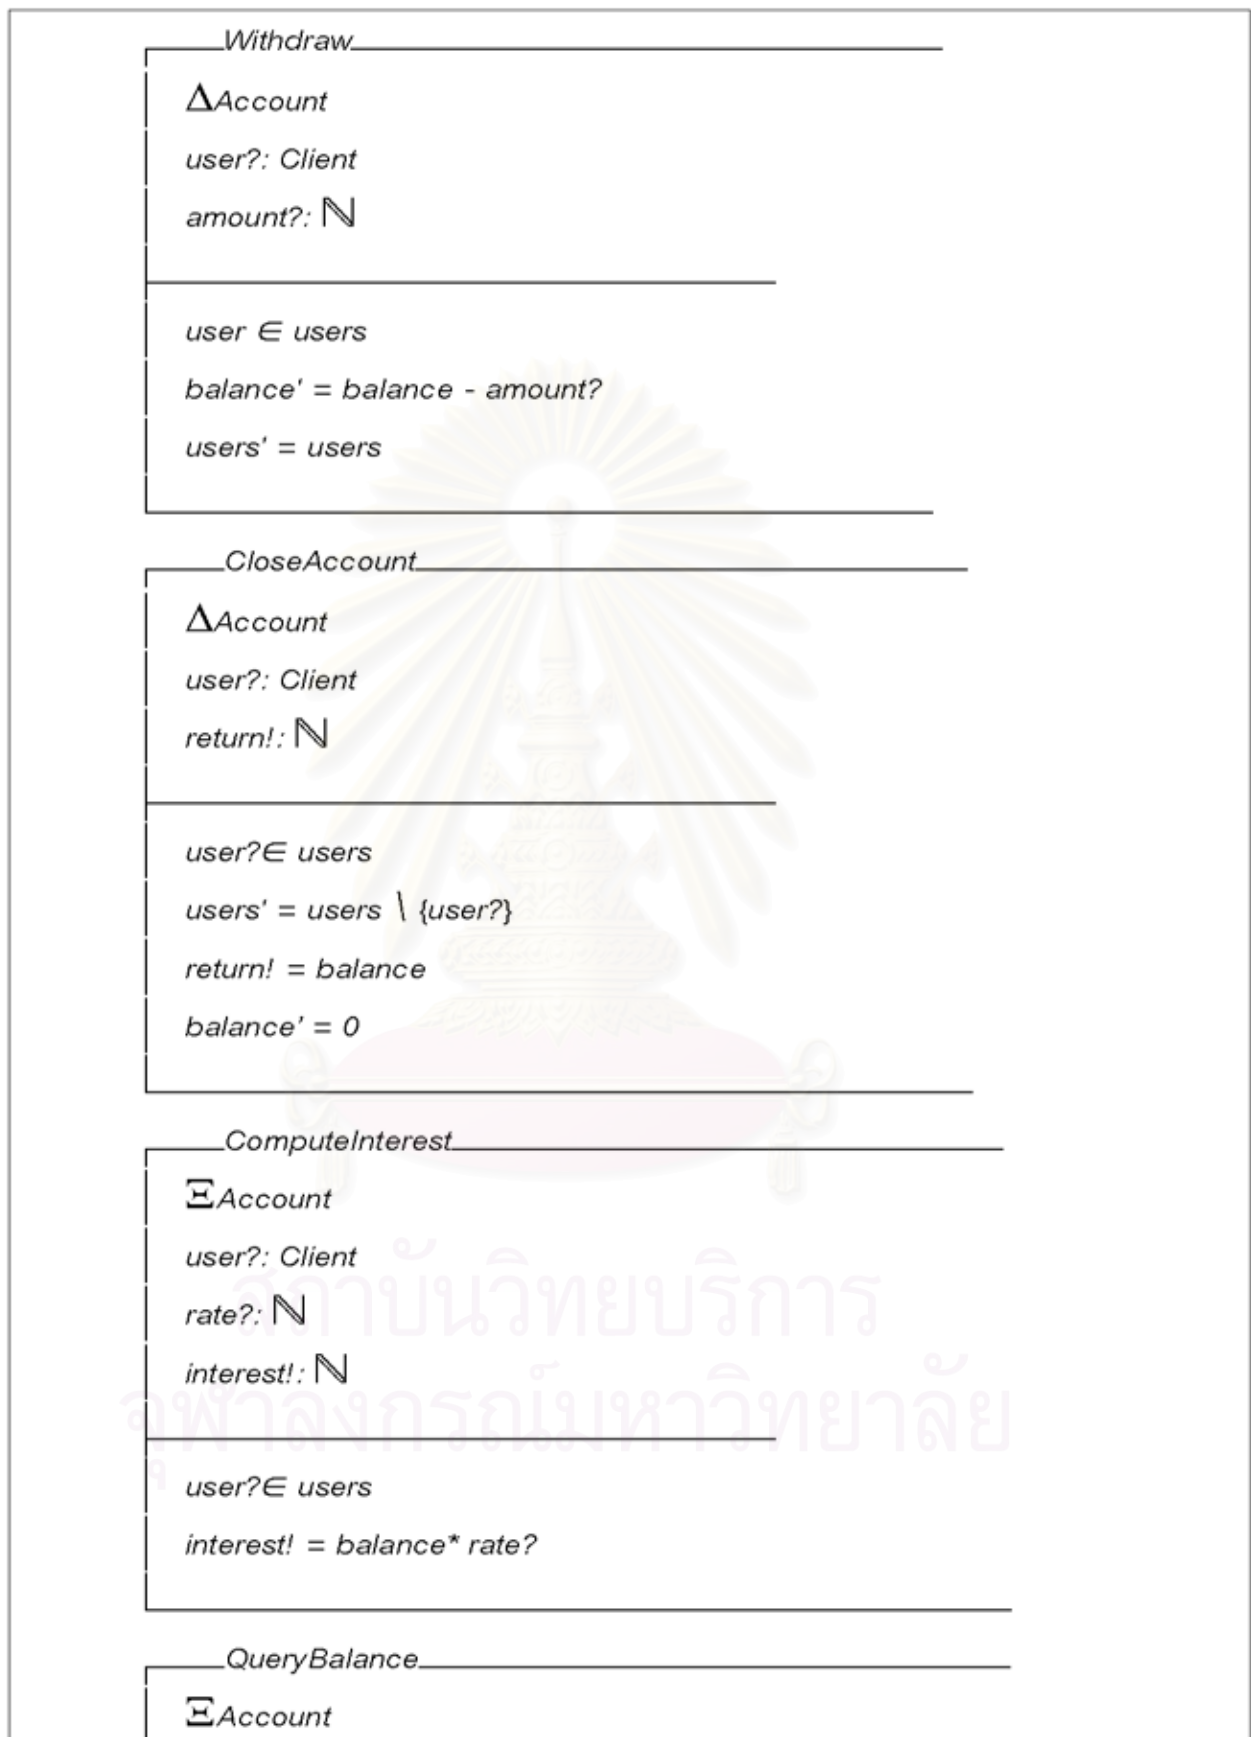 Withdraw
ΔAccount
user?: Client
amount?: ℕ
user ∈ users
balance' = balance - amount?
users' = users
CloseAccount
ΔAccount
user?: Client
return!: ℕ
user?∈ users
users' = users \ {user?}
return! = balance
balance' = 0
ComputeInterest
ΞAccount
user?: Client
rate?: ℕ
interest!: ℕ
สถาบันวิทยบริการ
จุฬาลงกรณ์มหาวิทยาลัย
user?∈ users
interest! = balance* rate?
QueryBalance
ΞAccount